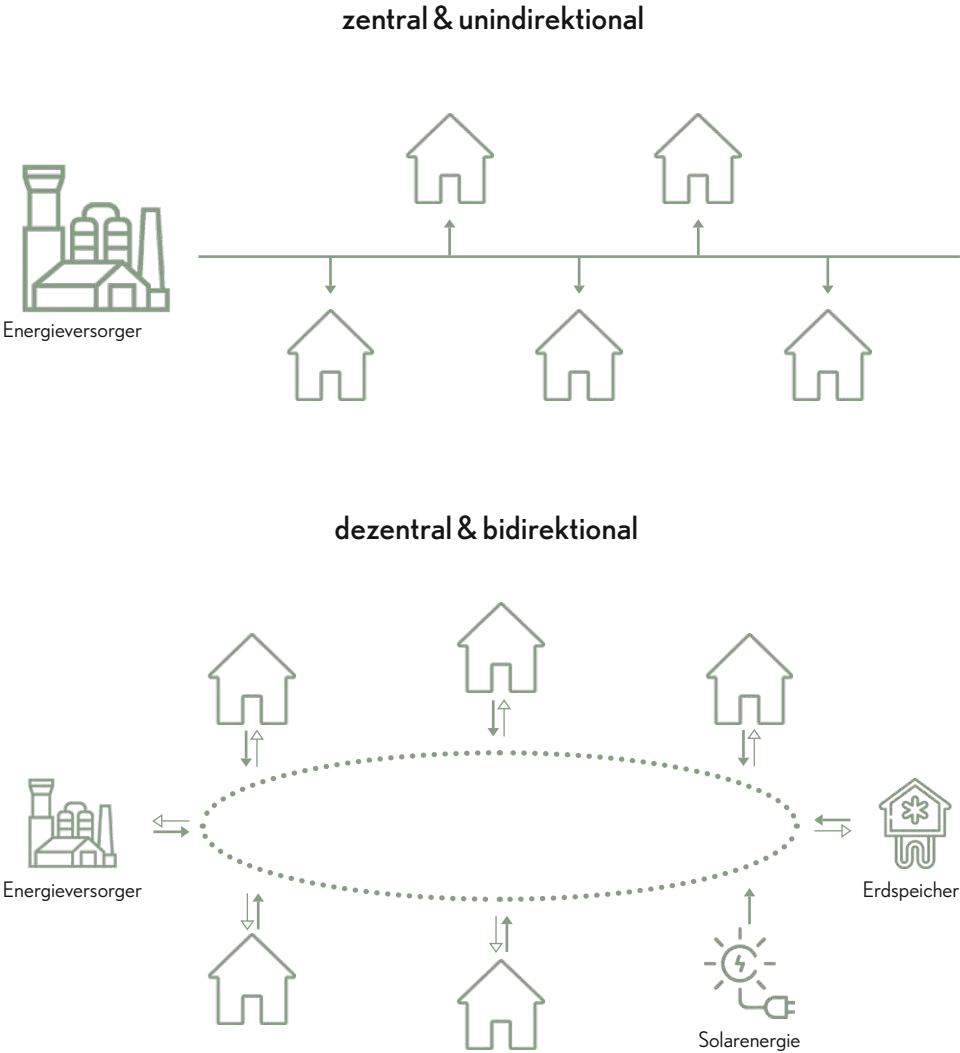 zentral & unindirektional
Energieversorger
dezentral & bidirektional
Energieversorger
Erdspeicher
Solarenergie